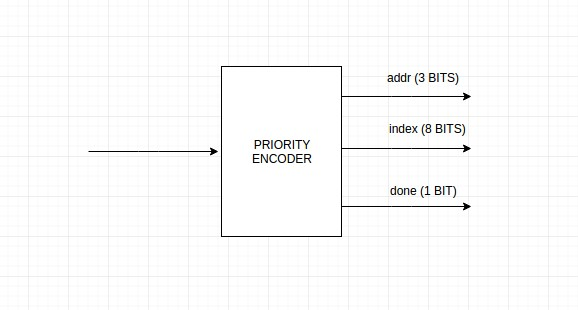 addr (3 BITS)
index (8 BITS)
PRIORITY
ENCODER
done (1 BIT)